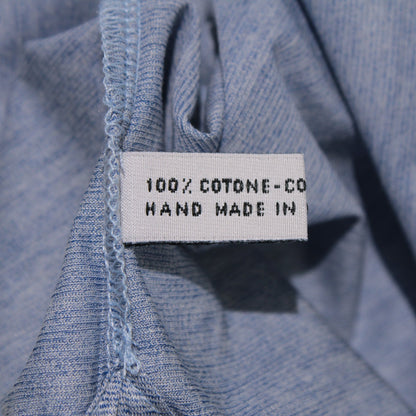 100% COTONE-CO
HAND MADE IN